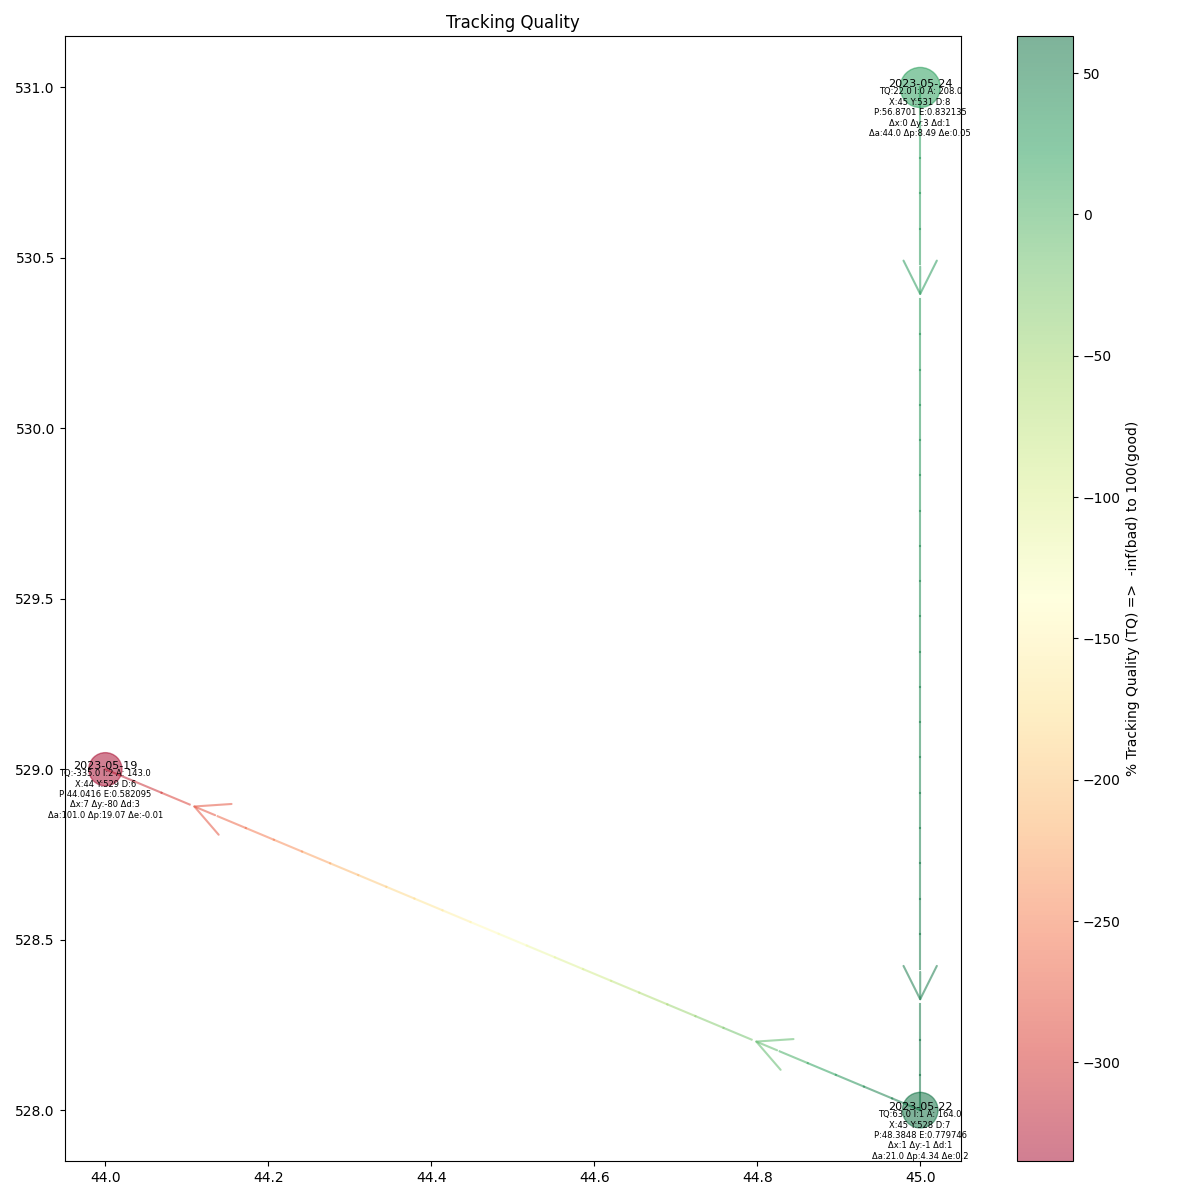 Tracking Quality
531.0
530.5
530.0
529.5
529.0
528.5
528.0
44.0
44.2
44.4
44.6
44.8
45.0
2023-05-24
TQ:22.0 I:0 A: 208.0
X:45 Y:531 D:8
P:56.8701 E:0.832135
Δx:0 Δy:3 Δd:1
Δa:44.0 Δp:8.49 Δe:0.05
2023-05-19
TQ:-335.0 I:2 A: 143.0
X:44 Y:529 D:6
P:44.0416 E:0.582095
Δx:7 Δy:-80 Δd:3
Δa:101.0 Δp:19.07 Δe:-0.01
2023-05-22
TQ:63.0 I:1 A: 164.0
X:45 Y:528 D:7
P:48.3848 E:0.779746
Δx:1 Δy:-1 Δd:1
Δa:21.0 Δp:4.34 Δe:0.2
50
0
−50
−100
−150
−200
−250
−300
% Tracking Quality (TQ) => -inf(bad) to 100(good)